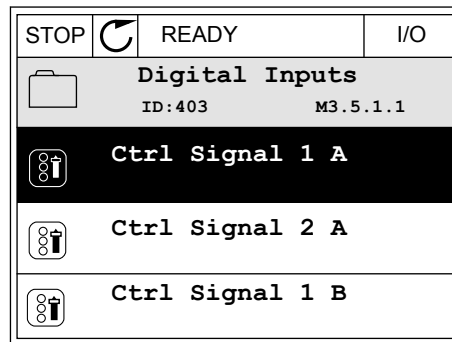 STOP READY I/O
Digital Inputs
ID:403 M3.5.1.1
Ctrl Signal 1 A
Ctrl Signal 2 A
Ctrl Signal 1 B